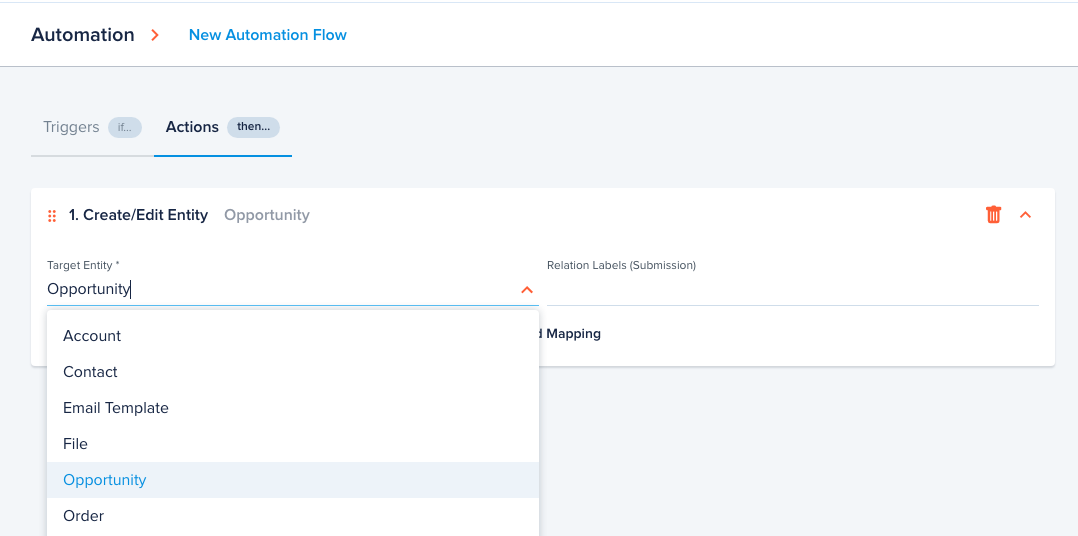 Automation New Automation Flow
Triggers if... Actions then...
1. Create/Edit Entity Opportunity
Target Entity * Relation Labels (Submission)
Opportunity
Mapping
Account
Contact
Email Template
File
Opportunity
Order